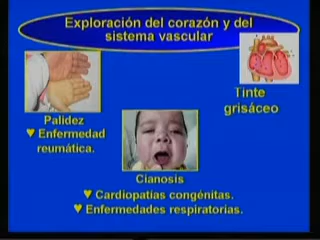 Exploración del corazón y del
sistema vascular
Tinte
grisáceo
Palidez
♥ Enfermedad
reumática.
Cianosis
♥ Cardiopatías congénitas.
♥ Enfermedades respiratorias.